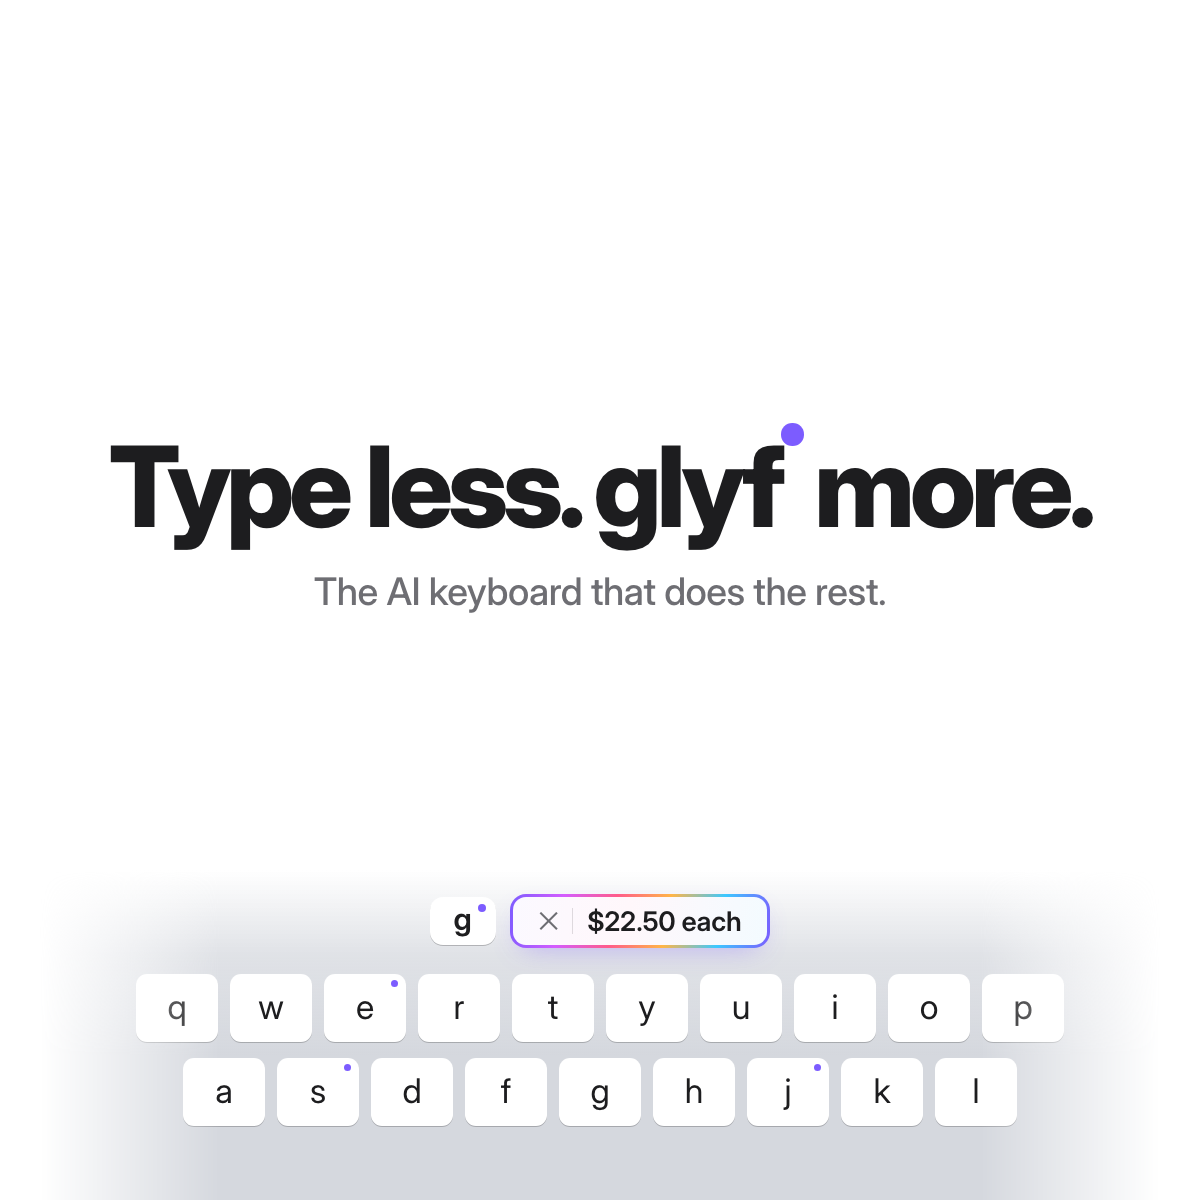 Type less. glyf more.
The AI keyboard that does the rest.
g $22.50 each
q w e r t y u i o p
a s d f g h j k l